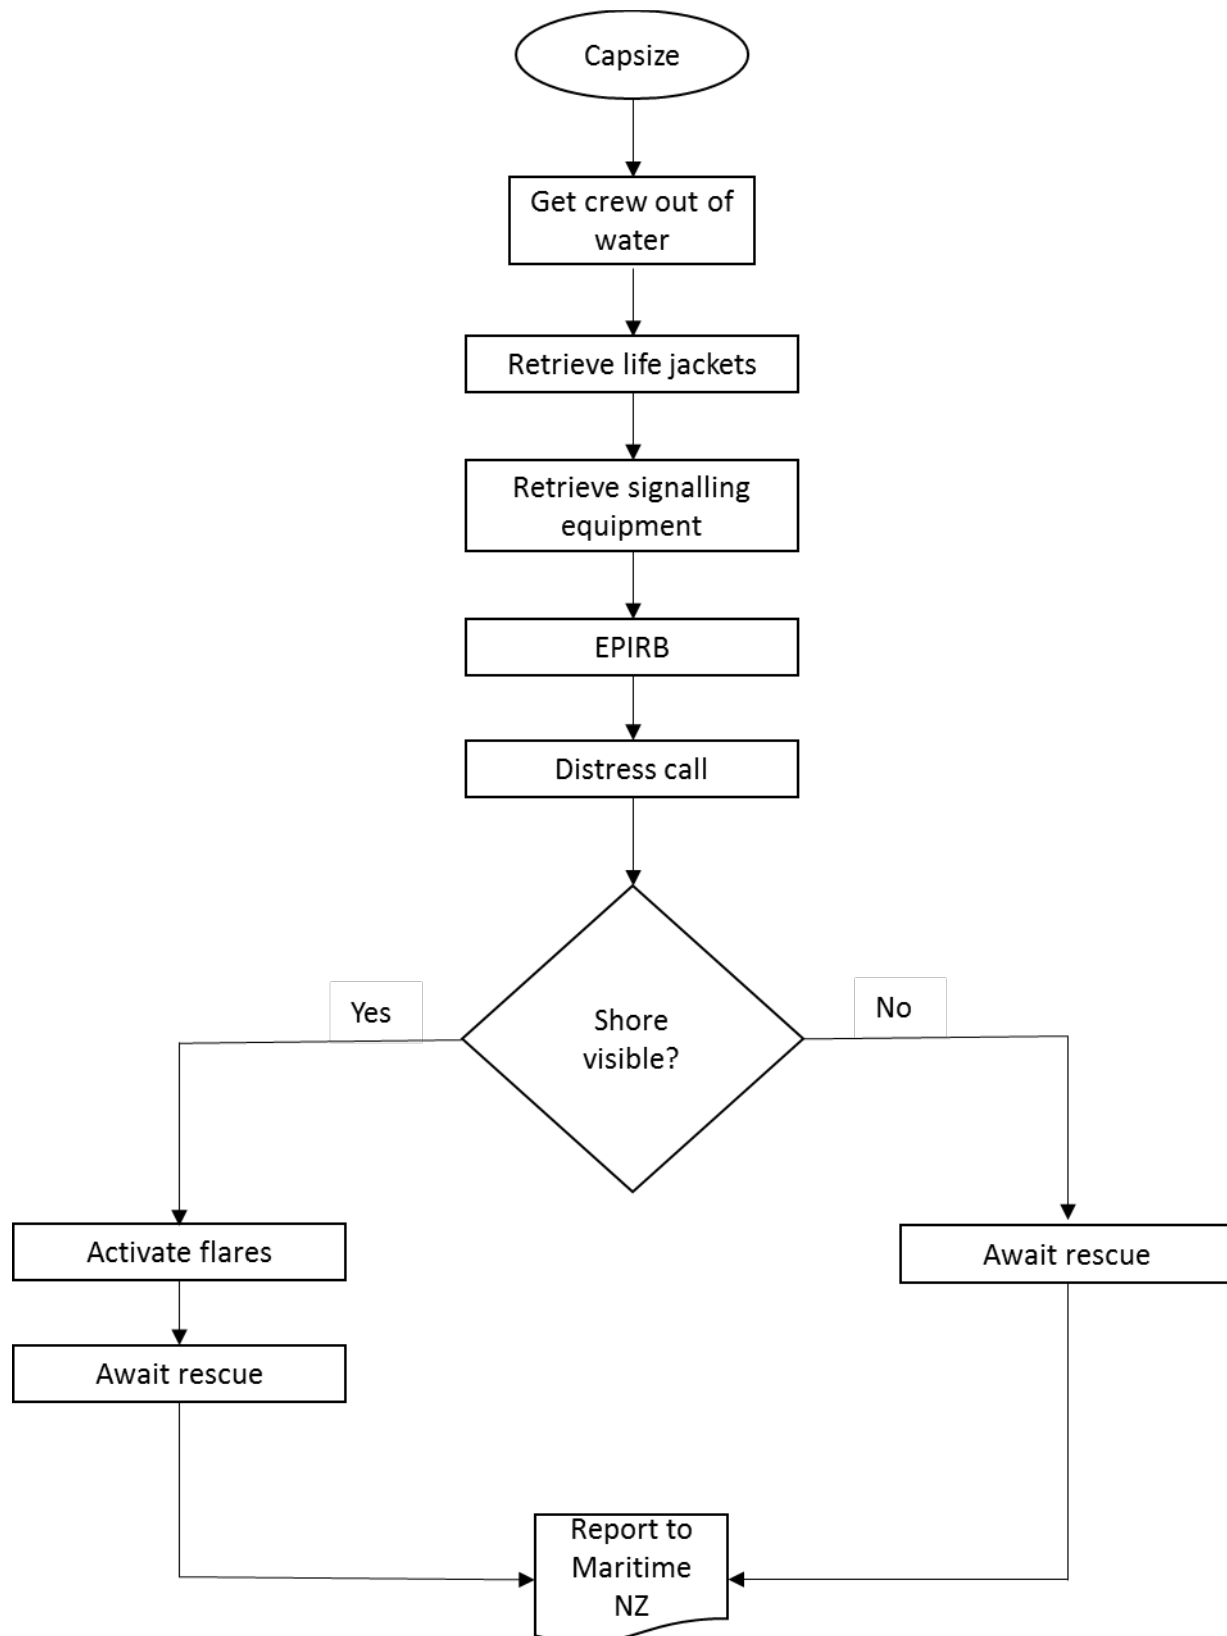 Capsize
Get crew out of
water
Retrieve life jackets
Retrieve signalling
equipment
EPIRB
Distress call
Shore
visible?
Yes
No
Activate flares
Await rescue
Await rescue
Report to
Maritime
NZ